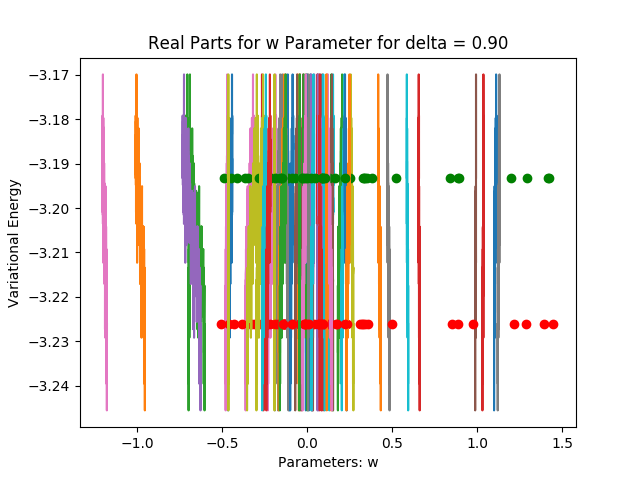 Real Parts for w Parameter for delta = 0.90
Variational Energy
−3.17
−3.18
−3.19
−3.20
−3.21
−3.22
−3.23
−3.24
−1.0 −0.5 0.0 0.5 1.0 1.5
Parameters: w